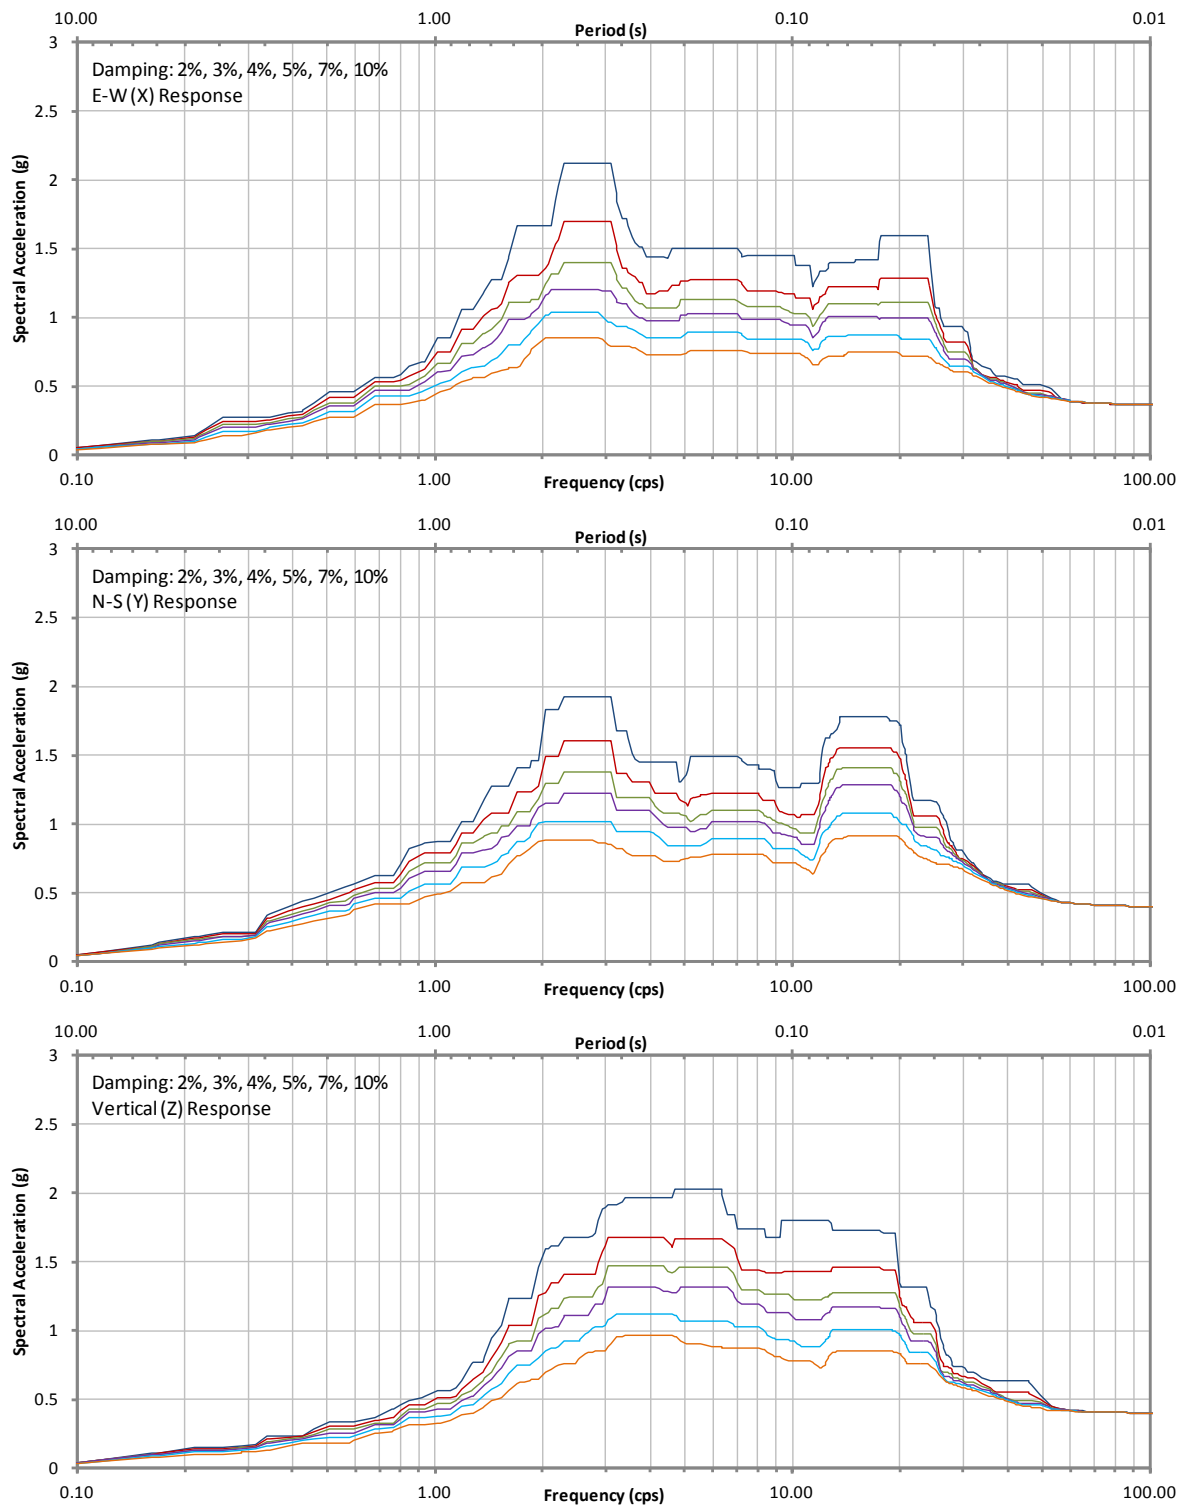 10.00 1.00 0.10 0.01
Period (s)
3
Damping: 2%, 3%, 4%, 5%, 7%, 10%
E-W (X) Response
2.5
2
1.5
1
0.5
0
Spectral Acceleration (g)
0.10 1.00 10.00 100.00
Frequency (cps)
10.00 1.00 0.10 0.01
Period (s)
3
Damping: 2%, 3%, 4%, 5%, 7%, 10%
N-S (Y) Response
2.5
2
1.5
1
0.5
0
Spectral Acceleration (g)
0.10 1.00 10.00 100.00
Frequency (cps)
10.00 1.00 0.10 0.01
Period (s)
3
Damping: 2%, 3%, 4%, 5%, 7%, 10%
Vertical (Z) Response
2.5
2
1.5
1
0.5
0
Spectral Acceleration (g)
0.10 1.00 10.00 100.00
Frequency (cps)